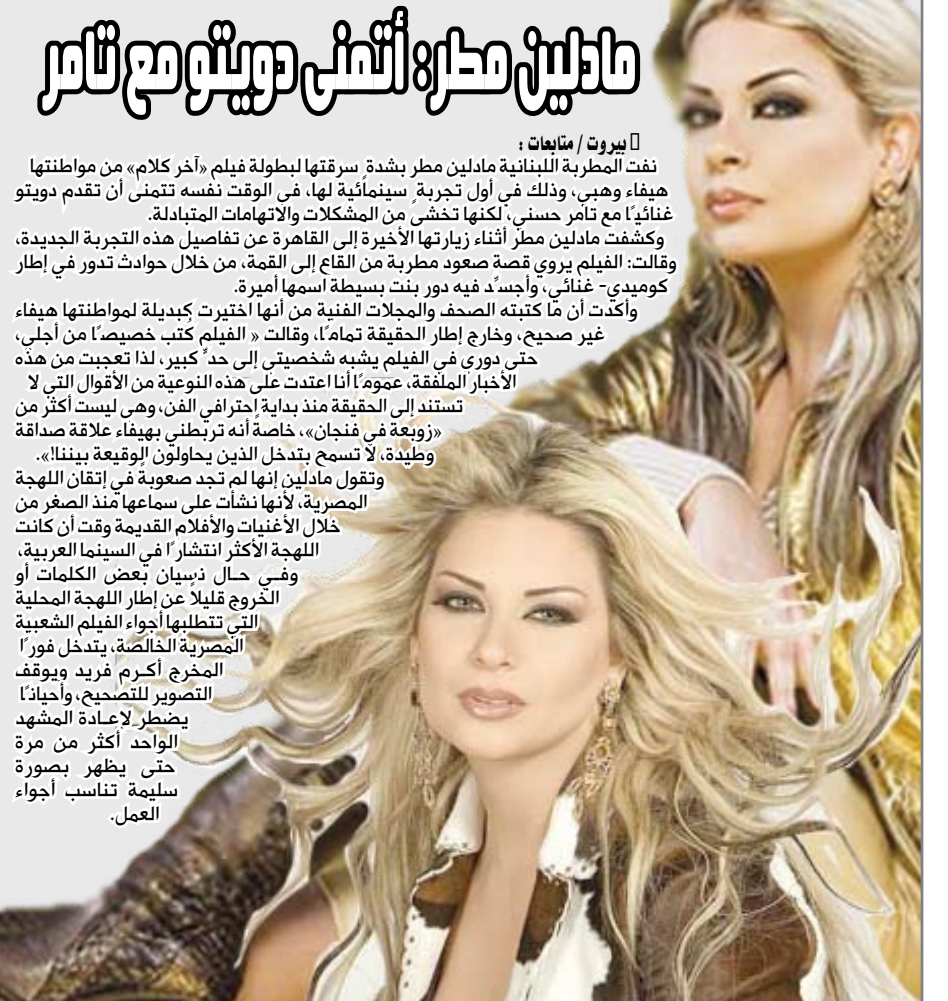 مادلين مطر: أتمنى دويتو مع تامر
بيروت / متابعات :
نفت المطربة اللبنانية مادلين مطر بشدة ٍ سرقتها لبطولة فيلم «آخر كلام» من مواطنتها
هيفاء وهبي، وذلك في أول تجربة ٍ سينمائية لها، في الوقت نفسه تتمنى أن تقدم دويتو
غنائيًا مع تامر حسني، لكنها تخشى من المشكلات والاتهامات المتبادلة.
وكشفت مادلين مطر أثناء زيارتها الأخيرة إلى القاهرة عن تفاصيل هذه التجربة الجديدة،
وقالت: الفيلم يروي قصة صعود مطربة من القاع إلى القمة، من خلال حوادث تدور في إطار
كوميدي- غنائي، وأجسِّد فيه دور بنت بسيطة اسمها أميرة.
وأكدت أن ما كتبته الصحف والمجلات الفنية من أنها اختيرت كبديلة لمواطنتها هيفاء
غير صحيح، وخارج إطار الحقيقة تمامًا، وقالت « الفيلم كُتب خصيصًا من أجلي،
حتى دوري في الفيلم يشبه شخصيتي إلى حدٍّ كبير، لذا تعجبت من هذه
الأخبار الملفقة، عمومًا أنا اعتدت على هذه النوعية من الأقوال التي لا
تستند إلى الحقيقة منذ بداية احترافي الفن، وهى ليست أكثر من
«زوبعة في فنجان»، خاصةً أنه تربطني بهيفاء علاقة صداقة
وطيدة، لا تسمح بتدخل الذين يحاولون الوقيعة بيننا!».
وتقول مادلين إنها لم تجد صعوبةً في إتقان اللهجة
المصرية، لأنها نشأت على سماعها منذ الصغر من
خلال الأغنيات والأفلام القديمة وقت أن كانت
اللهجة الأكثر انتشارًا في السينما العربية،
وفي حال نسيان بعض الكلمات أو
الخروج قليلاً عن إطار اللهجة المحلية
التي تتطلبها أجواء الفيلم الشعبية
المصرية الخالصة، يتدخل فورًا
المخرج أكرم فريد ويوقف
التصوير للتصحيح، وأحيانًا
يضطر لإعادة المشهد
الواحد أكثر من مرة
حتى يظهر بصورة
سليمة تناسب أجواء
العمل.